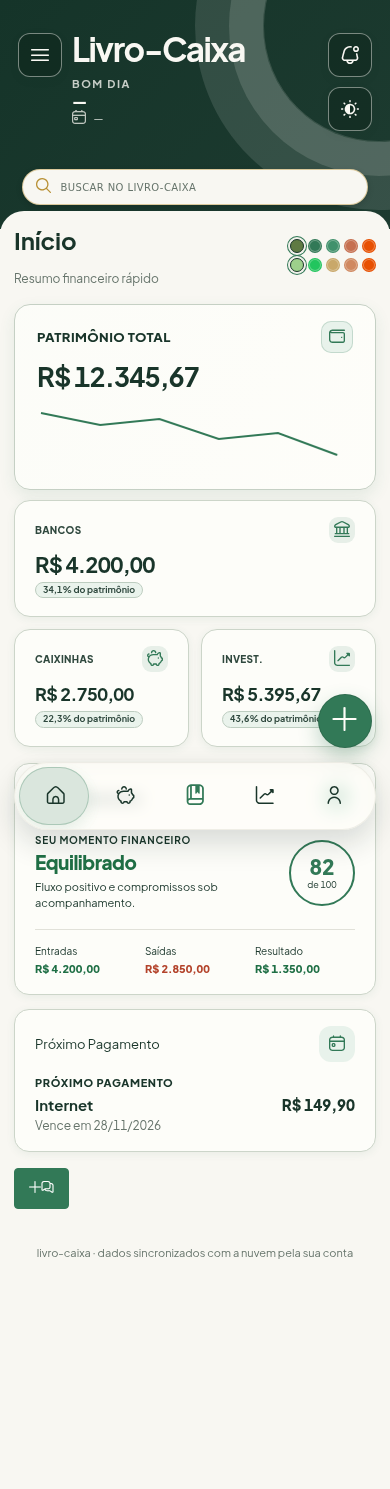 Livro-Caixa
BOM DIA
—
—
BUSCAR NO LIVRO-CAIXA
Início
Resumo financeiro rápido
PATRIMÔNIO TOTAL
R$ 12.345,67
BANCOS
R$ 4.200,00
34,1% do patrimônio
CAIXINHAS
R$ 2.750,00
22,3% do patrimônio
INVEST.
R$ 5.395,67
43,6% do patrimônio
SEU MOMENTO FINANCEIRO
Equilibrado
Fluxo positivo e compromissos sob
acompanhamento.
82
de 100
Entradas
R$ 4.200,00
Saídas
R$ 2.850,00
Resultado
R$ 1.350,00
Próximo Pagamento
PRÓXIMO PAGAMENTO
Internet
R$ 149,90
Vence em 28/11/2026
livro-caixa · dados sincronizados com a nuvem pela sua conta